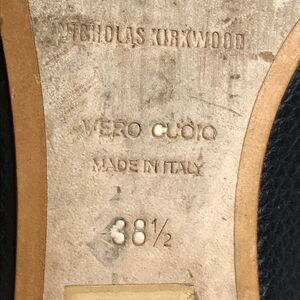 NICHOLAS KIRKWOOD
VERO CUOIO
MADE IN ITALY
38½